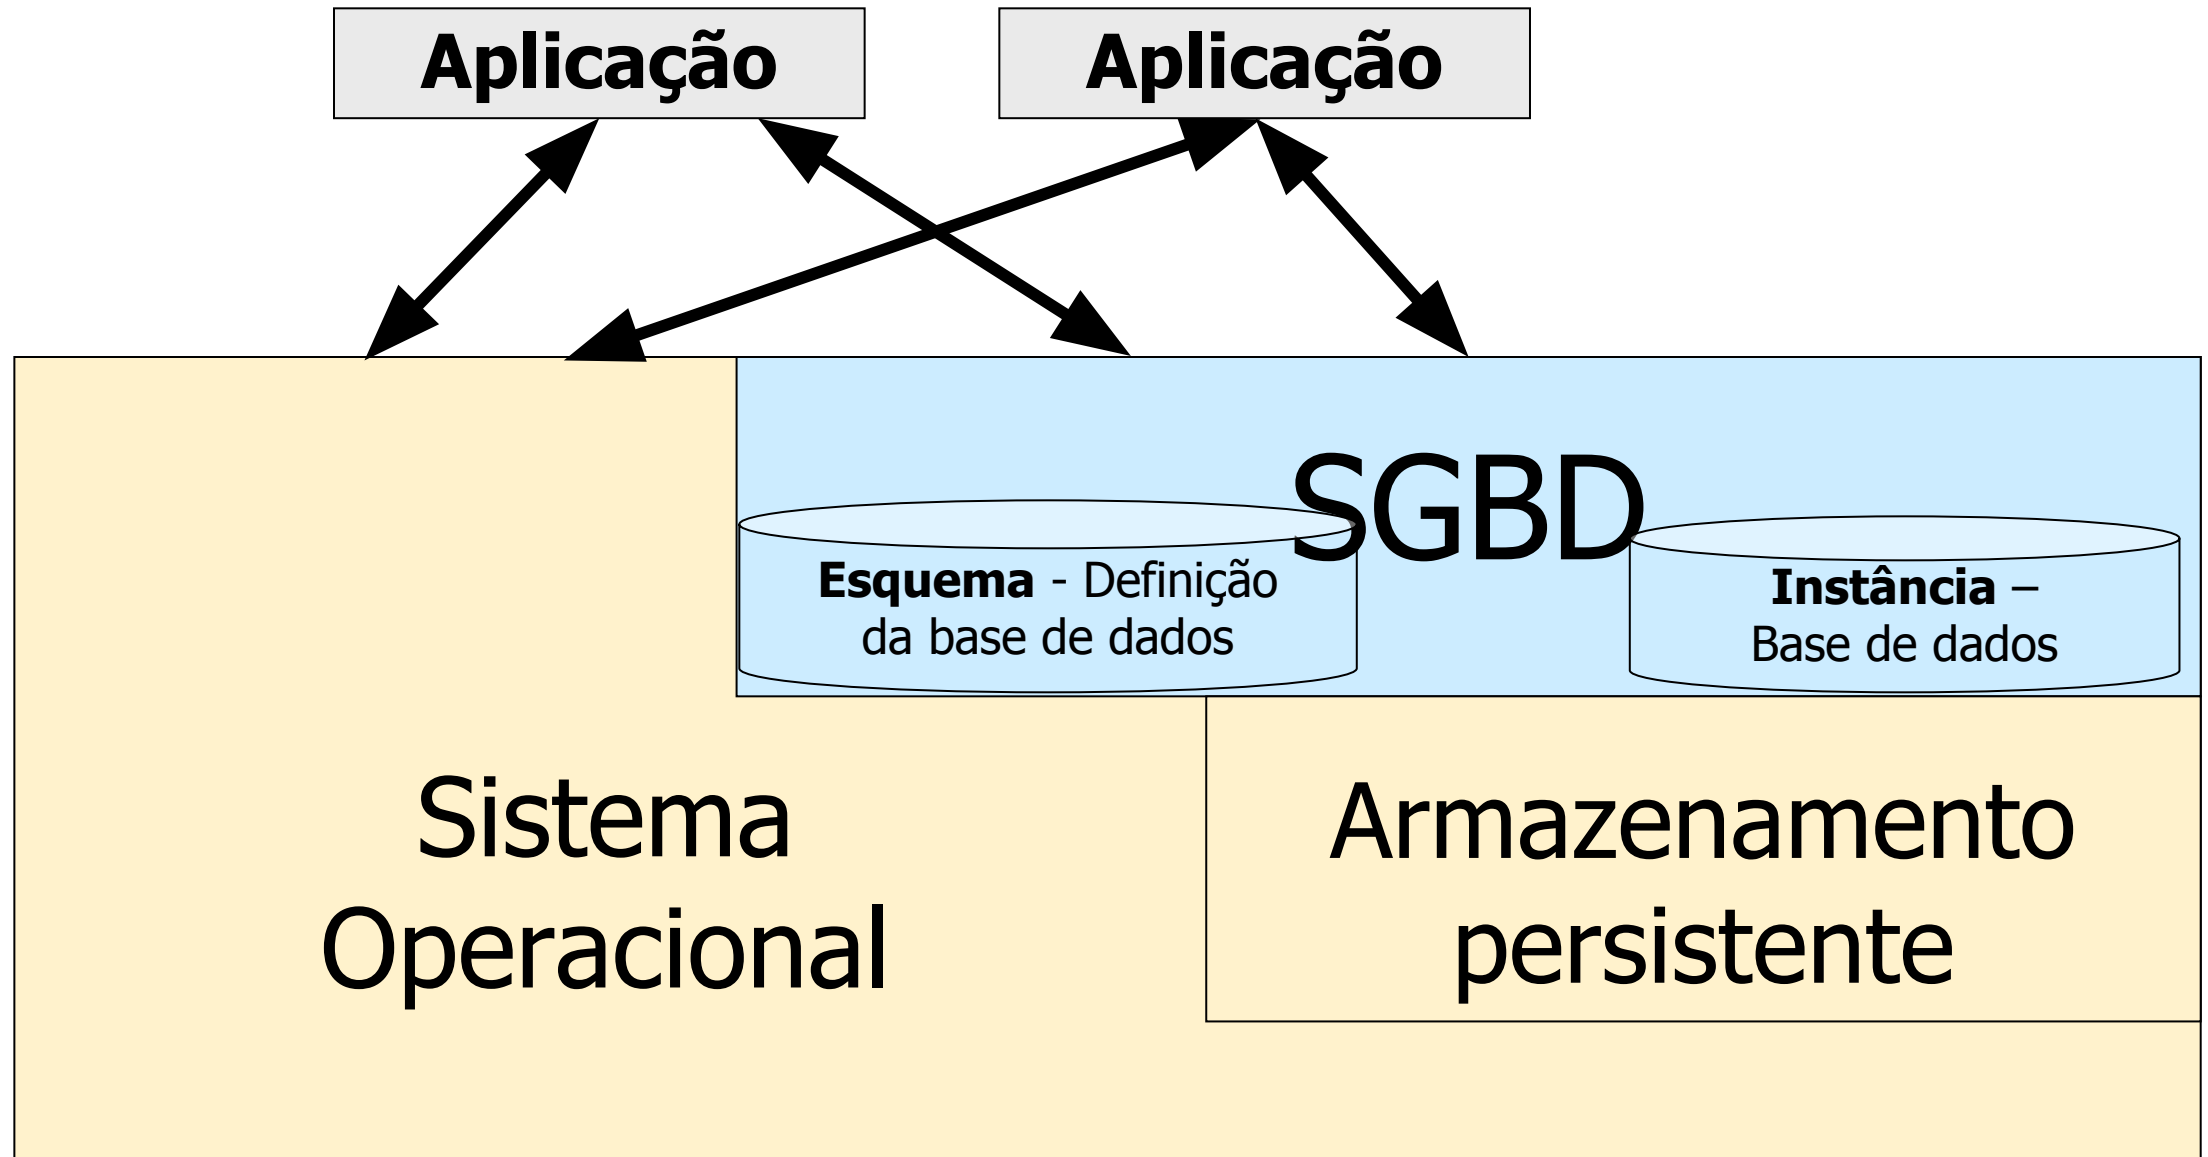 Aplicação
Aplicação
SGBD
Esquema - Definição
da base de dados
Instância –
Base de dados
Sistema
Operacional
Armazenamento
persistente